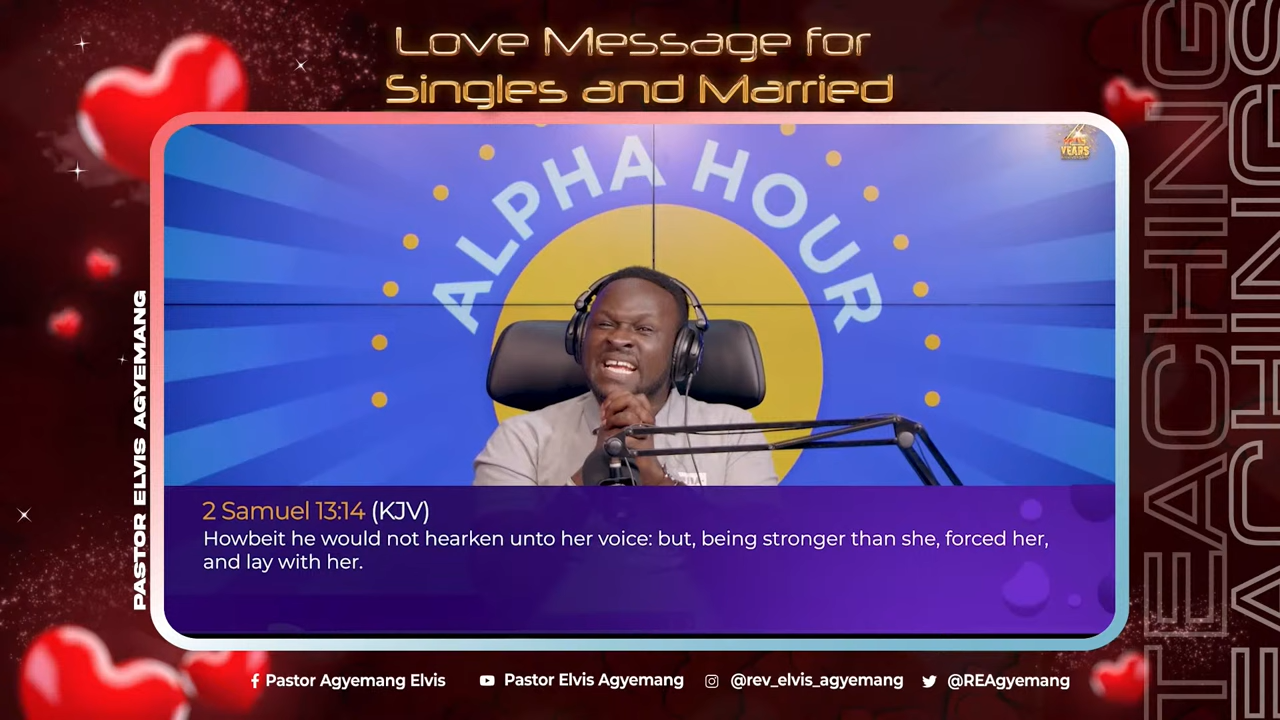 Love Message for
Singles and Married
ALPHA HOUR
YEARS
PASTOR ELVIS AGYEMANG
2 Samuel 13:14 (KJV)
Howbeit he would not hearken unto her voice: but, being stronger than she, forced her,
and lay with her.
Pastor Agyemang Elvis
Pastor Elvis Agyemang
@rev_elvis_agyemang
@REAgyemang
TEACHING